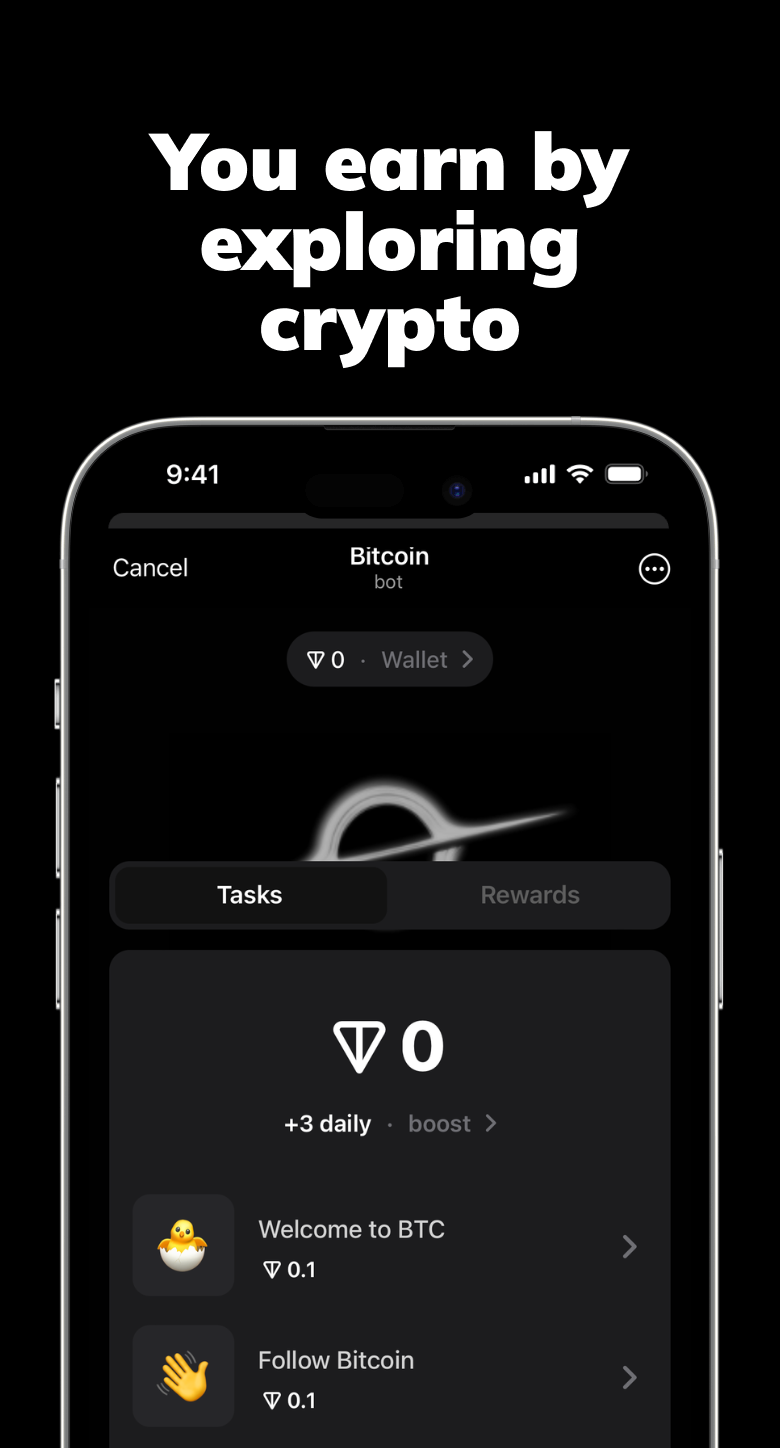 You earn by
exploring
crypto
9:41
Cancel
Bitcoin
bot
0 · Wallet
Tasks
Rewards
0
+3 daily · boost
Welcome to BTC
0.1
Follow Bitcoin
0.1